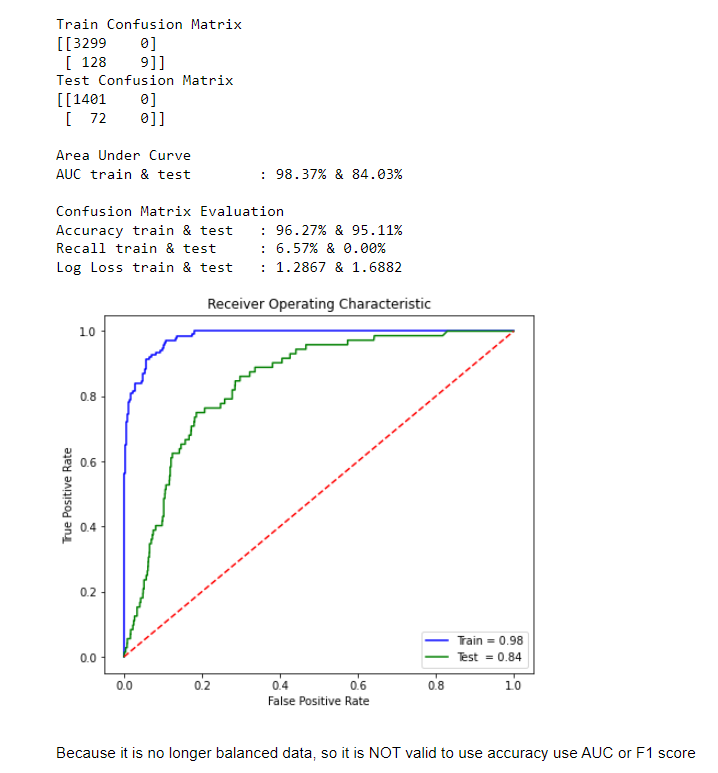 Train Confusion Matrix
[[3299    0]
 [ 128    9]]
Test Confusion Matrix
[[1401    0]
 [  72    0]]
Area Under Curve
AUC train & test         : 98.37% & 84.03%
Confusion Matrix Evaluation
Accuracy train & test    : 96.27% & 95.11%
Recall train & test      : 6.57% & 0.00%
Log Loss train & test    : 1.2867 & 1.6882
Receiver Operating Characteristic
1.0
0.8
0.6
0.4
0.2
0.0
True Positive Rate
Train = 0.98
Test = 0.84
0.0 0.2 0.4 0.6 0.8 1.0
False Positive Rate
Because it is no longer balanced data, so it is NOT valid to use accuracy use AUC or F1 score